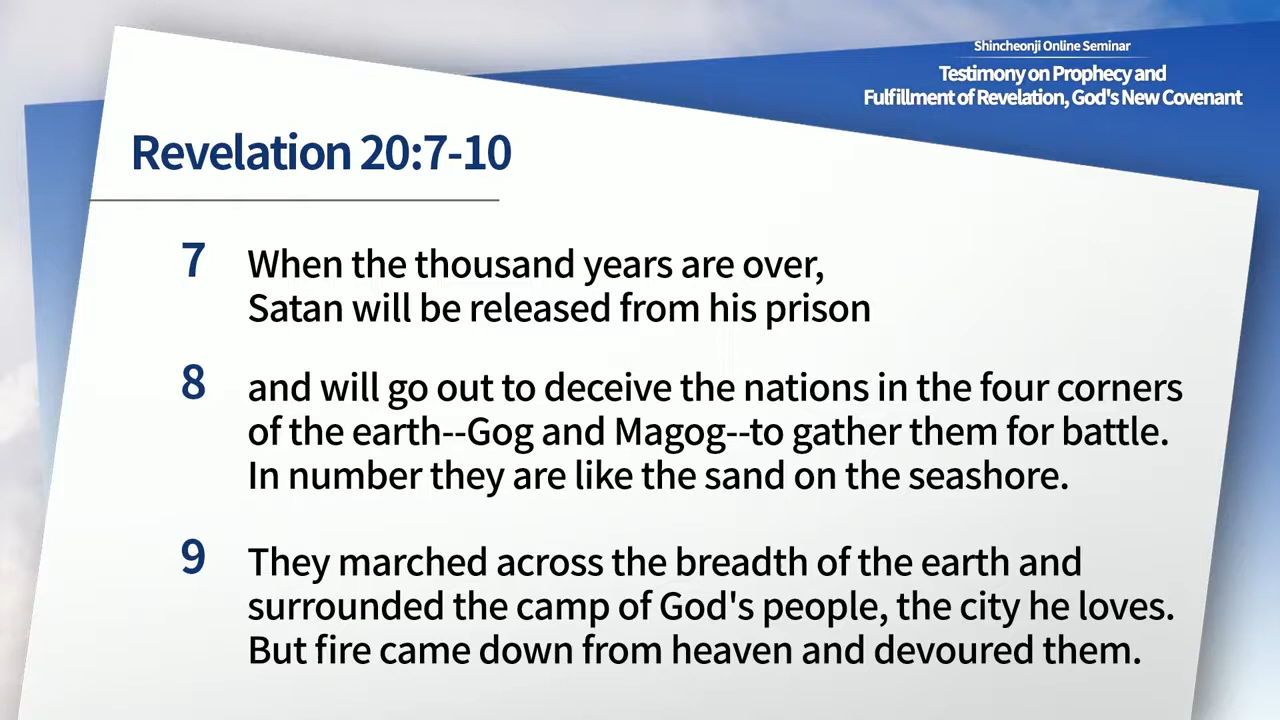 Shincheonji Online Seminar
Testimony on Prophecy and
Fulfillment of Revelation, God's New Covenant
Revelation 20:7-10
7 When the thousand years are over,
Satan will be released from his prison
8 and will go out to deceive the nations in the four corners
of the earth--Gog and Magog--to gather them for battle.
In number they are like the sand on the seashore.
9 They marched across the breadth of the earth and
surrounded the camp of God's people, the city he loves.
But fire came down from heaven and devoured them.